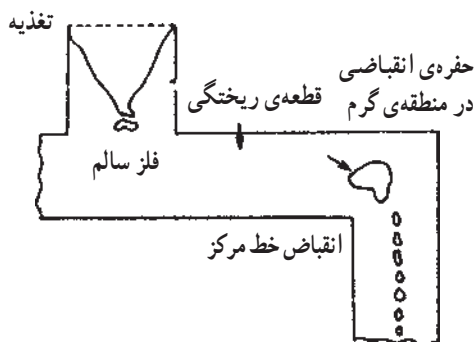 تغذیه
حفره‌ی انقباضی
در منطقه‌ی گرم
قطعه‌ی ریختگی
فلز سالم
انقباض خط مرکز